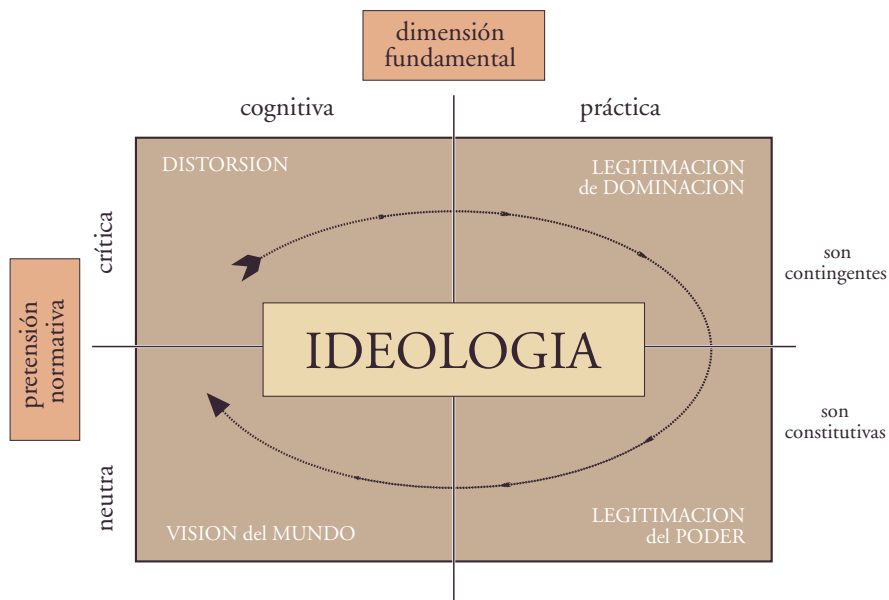 dimensión
fundamental
cognitiva
práctica
DISTORSION
LEGITIMACION
de DOMINACION
crítica
son
contingentes
pretensión
normativa
IDEOLOGIA
son
constitutivas
neutra
VISION del MUNDO
LEGITIMACION
del PODER